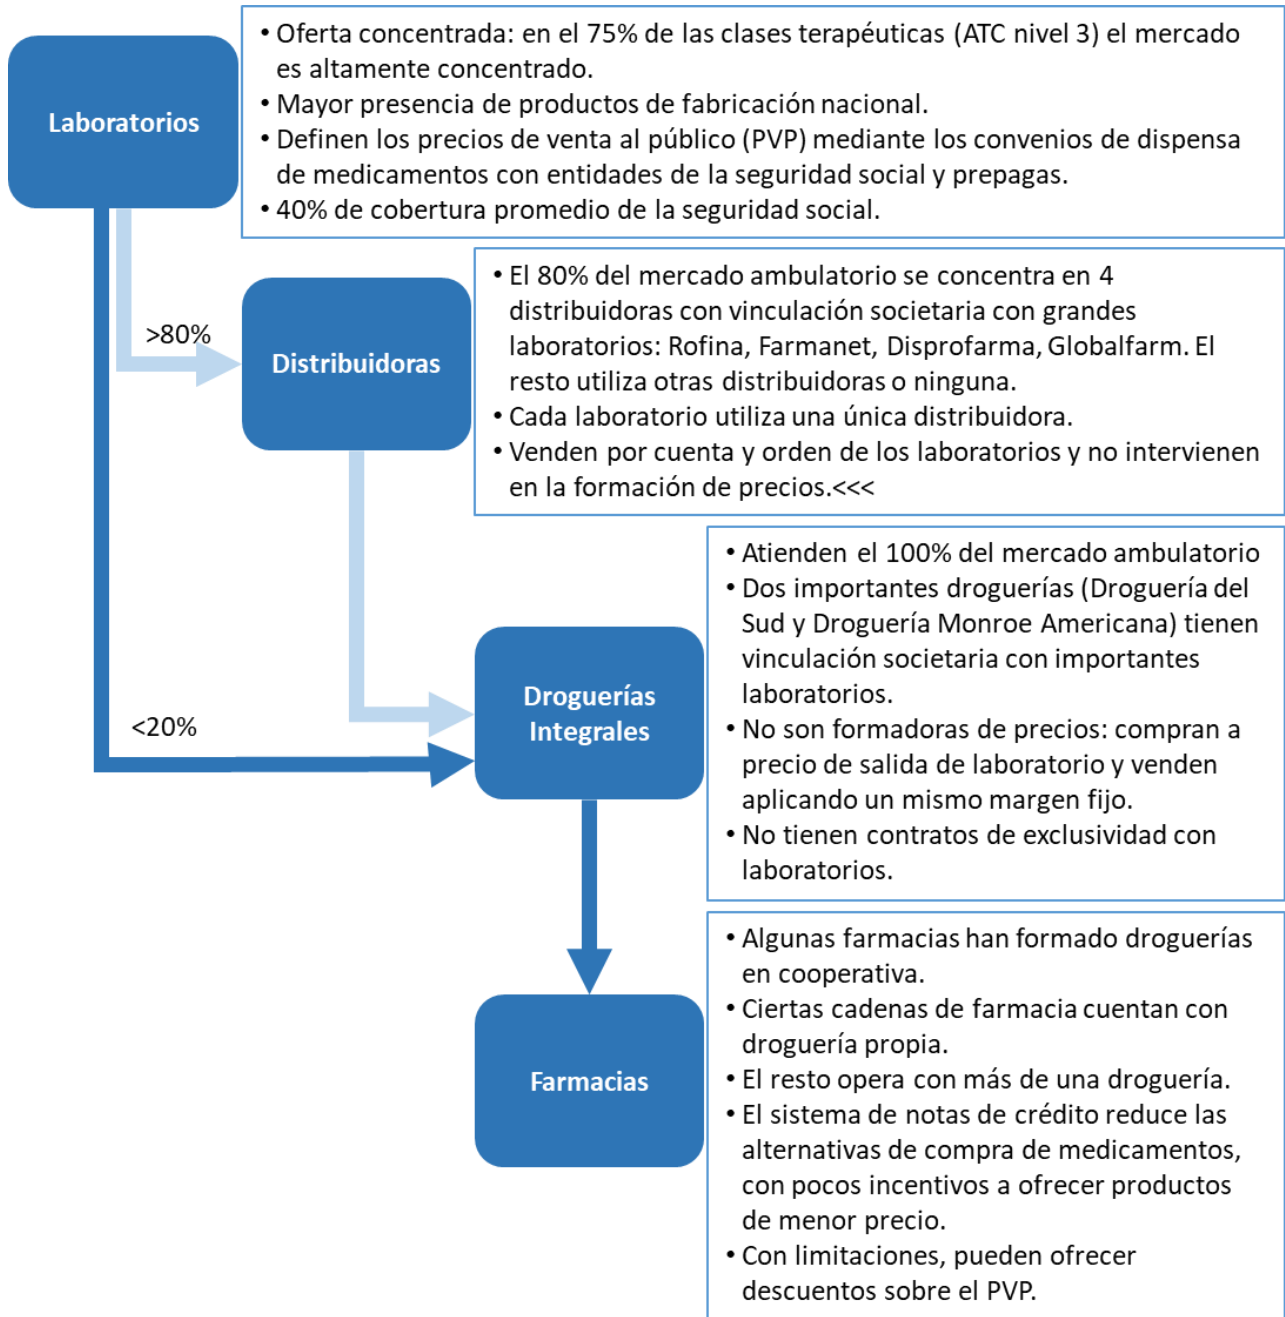 Laboratorios
• Oferta concentrada: en el 75% de las clases terapéuticas (ATC nivel 3) el mercado
es altamente concentrado.
• Mayor presencia de productos de fabricación nacional.
• Definen los precios de venta al público (PVP) mediante los convenios de dispensa
de medicamentos con entidades de la seguridad social y prepagas.
• 40% de cobertura promedio de la seguridad social.
>80%
Distribuidoras
• El 80% del mercado ambulatorio se concentra en 4
distribuidoras con vinculación societaria con grandes
laboratorios: Rofina, Farmanet, Disprofarma, Globalfarm. El
resto utiliza otras distribuidoras o ninguna.
• Cada laboratorio utiliza una única distribuidora.
• Venden por cuenta y orden de los laboratorios y no intervienen
en la formación de precios.<<<
<20%
Droguerías
Integrales
• Atienden el 100% del mercado ambulatorio
• Dos importantes droguerías (Droguería del
Sud y Droguería Monroe Americana) tienen
vinculación societaria con importantes
laboratorios.
• No son formadoras de precios: compran a
precio de salida de laboratorio y venden
aplicando un mismo margen fijo.
• No tienen contratos de exclusividad con
laboratorios.
Farmacias
• Algunas farmacias han formado droguerías
en cooperativa.
• Ciertas cadenas de farmacia cuentan con
droguería propia.
• El resto opera con más de una droguería.
• El sistema de notas de crédito reduce las
alternativas de compra de medicamentos,
con pocos incentivos a ofrecer productos
de menor precio.
• Con limitaciones, pueden ofrecer
descuentos sobre el PVP.